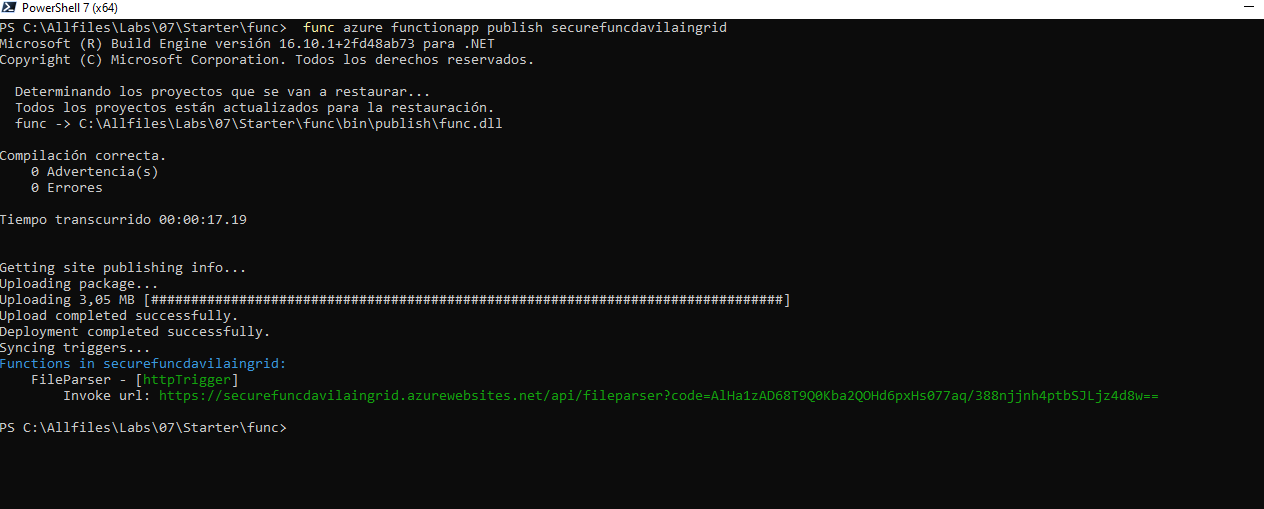 PowerShell 7 (x64)
PS C:\Allfiles\Labs\07\Starter\func>  func azure functionapp publish securefuncdavilaingrid
Microsoft (R) Build Engine versión 16.10.1+2fd48ab73 para .NET
Copyright (C) Microsoft Corporation. Todos los derechos reservados.
Determinando los proyectos que se van a restaurar...
Todos los proyectos están actualizados para la restauración.
func -> C:\Allfiles\Labs\07\Starter\func\bin\publish\func.dll
Compilación correcta.
0 Advertencia(s)
0 Errores
Tiempo transcurrido 00:00:17.19
Getting site publishing info...
Uploading package...
Uploading 3,05 MB [###############################################################################]
Upload completed successfully.
Deployment completed successfully.
Syncing triggers...
Functions in securefuncdavilaingrid:
FileParser - [httpTrigger]
Invoke url: https://securefuncdavilaingrid.azurewebsites.net/api/fileparser?code=AlHa1zAD68T9Q0Kba2QOHd6pxHs077aq/388njjnh4ptbSJLjz4d8w==
PS C:\Allfiles\Labs\07\Starter\func>